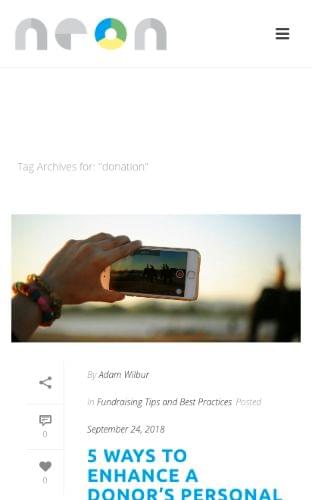 neon
Tag Archives for: "donation"
By Adam Wilbur
In Fundraising Tips and Best Practices Posted
September 24, 2018
0
0
5 WAYS TO
ENHANCE A
DONOR'S PERSONAL